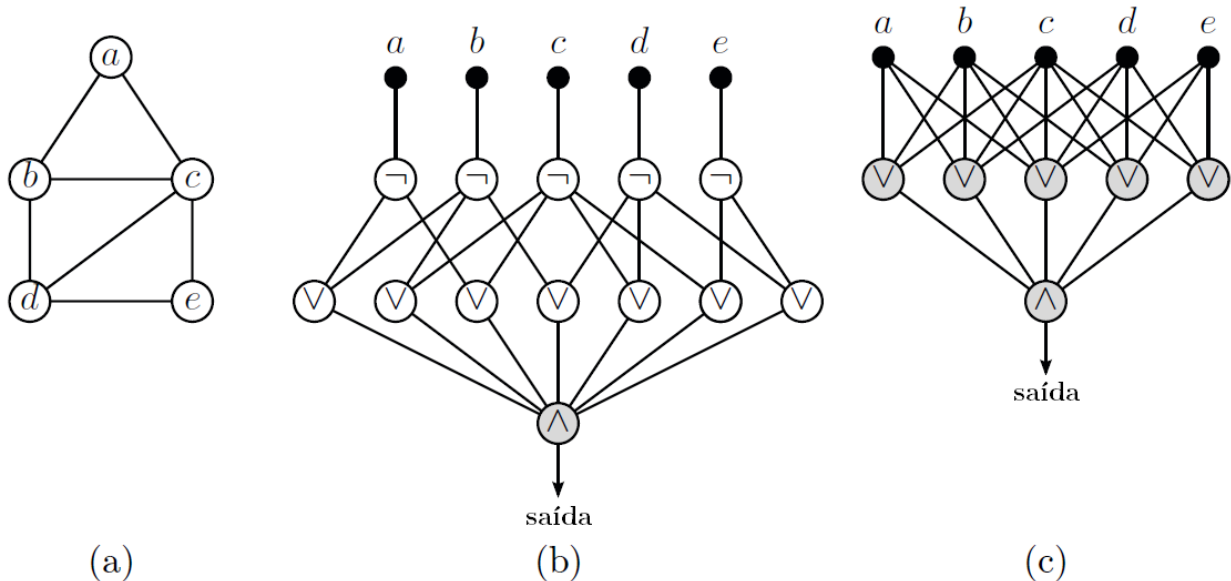 a
b c
d e
(a)
a b c d e
¬ ¬ ¬ ¬ ¬
∨ ∨ ∨ ∨ ∨ ∨ ∨
∧
saída
(b)
a b c d e
∨ ∨ ∨ ∨ ∨
∧
saída
(c)